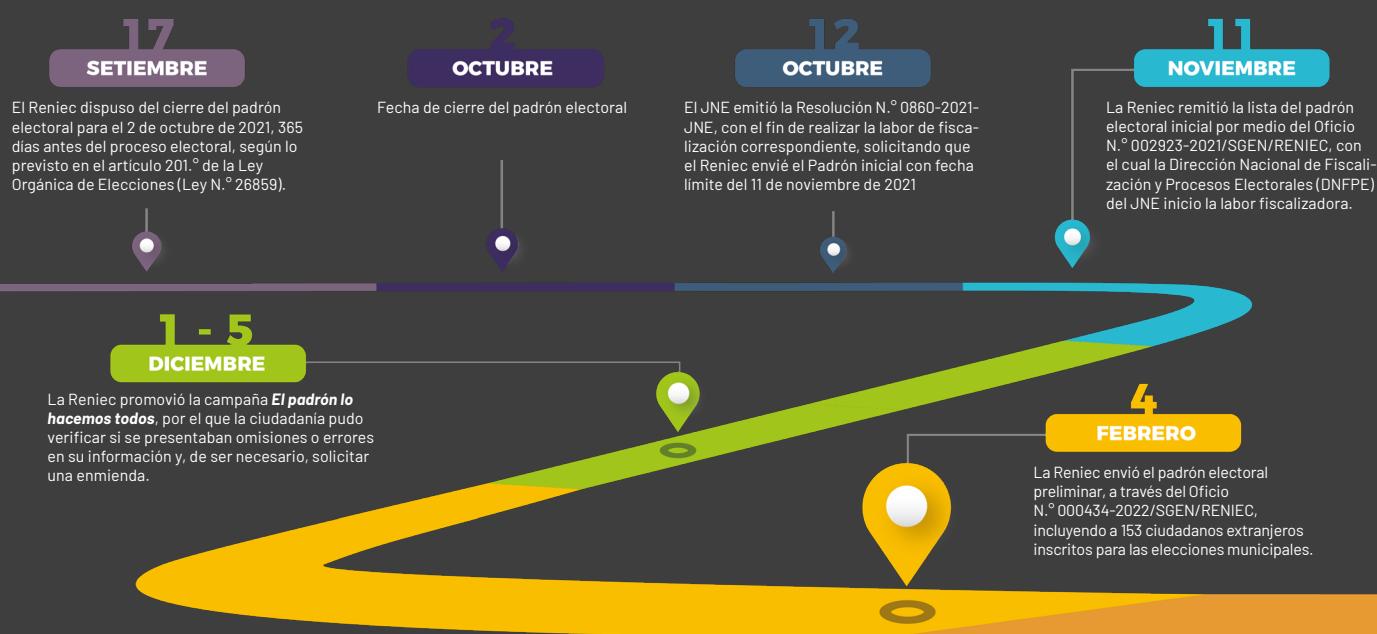 17
SETIEMBRE
El Reniec dispuso del cierre del padrón
electoral para el 2 de octubre de 2021, 365
días antes del proceso electoral, según lo
previsto en el artículo 201.° de la Ley
Orgánica de Elecciones (Ley N.° 26859).
2
OCTUBRE
Fecha de cierre del padrón electoral
12
OCTUBRE
El JNE emitió la Resolución N.° 0860-2021-
JNE, con el fin de realizar la labor de fisca-
lización correspondiente, solicitando que
el Reniec envié el Padrón inicial con fecha
límite del 11 de noviembre de 2021
11
NOVIEMBRE
La Reniec remitió la lista del padrón
electoral inicial por medio del Oficio
N.° 002923-2021/SGEN/RENIEC, con
el cual la Dirección Nacional de Fiscali-
zación y Procesos Electorales (DNFPE)
del JNE inicio la labor fiscalizadora.
1 - 5
DICIEMBRE
La Reniec promovió la campaña El padrón lo
hacemos todos, por el que la ciudadanía pudo
verificar si se presentaban omisiones o errores
en su información y, de ser necesario, solicitar
una enmienda.
4
FEBRERO
La Reniec envió el padrón electoral
preliminar, a través del Oficio
N.° 000434-2022/SGEN/RENIEC,
incluyendo a 153 ciudadanos extranjeros
inscritos para las elecciones municipales.